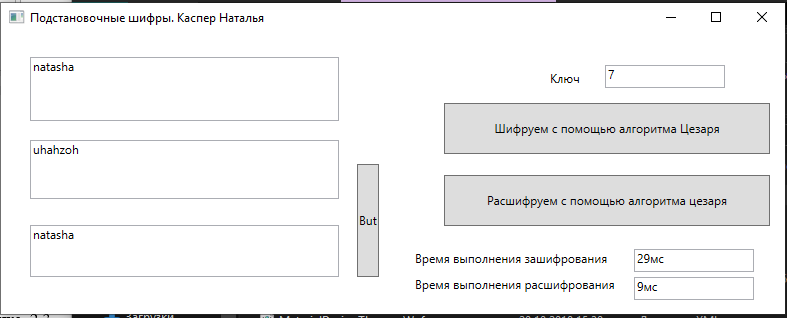 Подстановочные шифры. Каспер Наталья
natasha
Ключ
7
Шифруем с помощью алгоритма Цезаря
uhahzoh
Расшифруем с помощью алгоритма цезаря
But
natasha
Время выполнения зашифрования
29мс
Время выполнения расшифрования
9мс